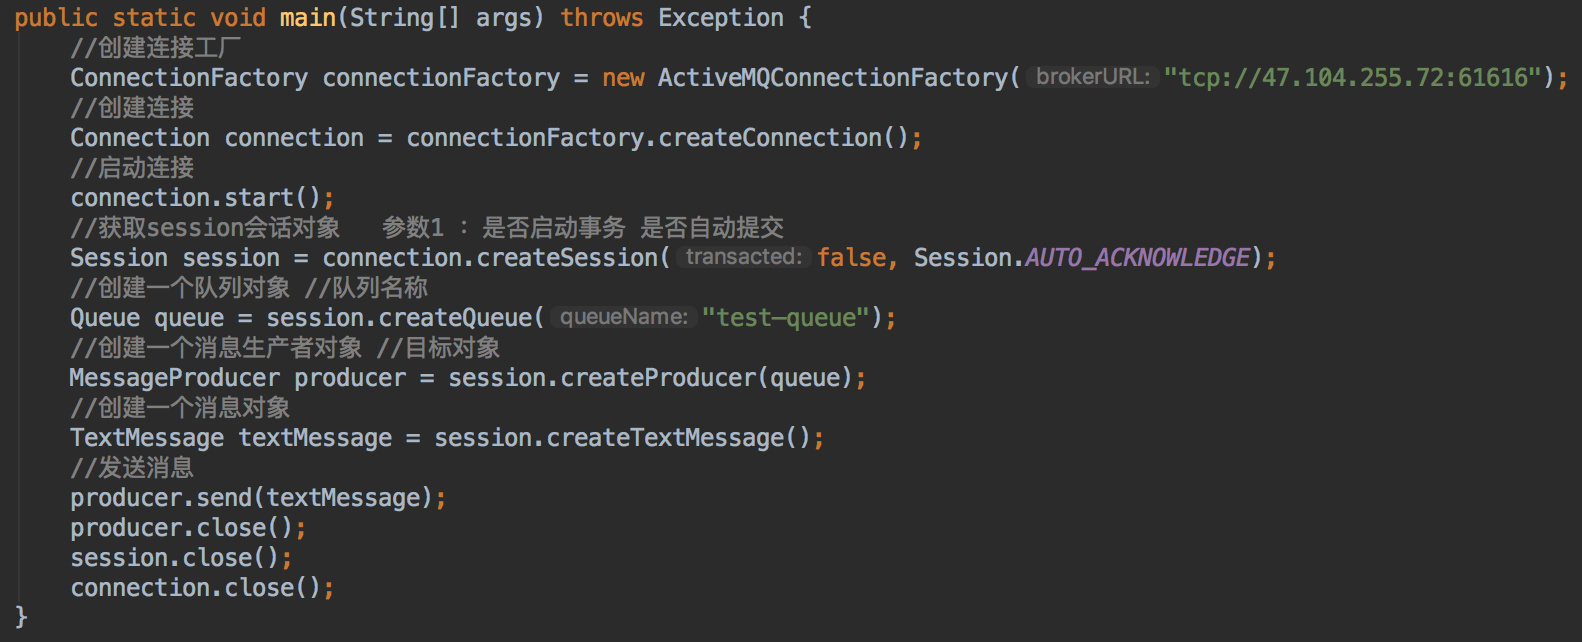 public static void main(String[] args) throws Exception {
//创建连接工厂
ConnectionFactory connectionFactory = new ActiveMQConnectionFactory( brokerURL: "tcp://47.104.255.72:61616");
//创建连接
Connection connection = connectionFactory.createConnection();
//启动连接
connection.start();
//获取session会话对象   参数1 : 是否启动事务 是否自动提交
Session session = connection.createSession( transacted: false, Session.AUTO_ACKNOWLEDGE);
//创建一个队列对象 //队列名称
Queue queue = session.createQueue( queueName: "test—queue");
//创建一个消息生产者对象 //目标对象
MessageProducer producer = session.createProducer(queue);
//创建一个消息对象
TextMessage textMessage = session.createTextMessage();
//发送消息
producer.send(textMessage);
producer.close();
session.close();
connection.close();
}